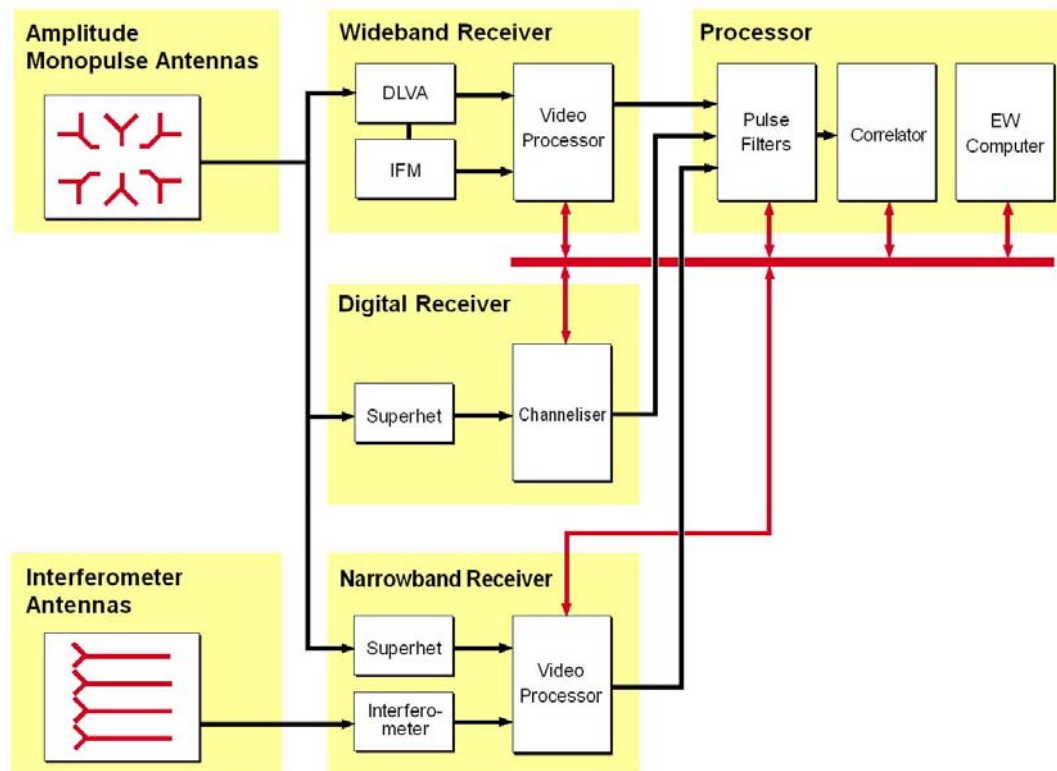 Amplitude
Monopulse Antennas
Wideband Receiver
DLVA
IFM
Video
Processor
Processor
Pulse
Filters
Correlator
EW
Computer
Digital Receiver
Superhet
Channeliser
Interferometer
Antennas
Narrowband Receiver
Superhet
Interfero-
meter
Video
Processor